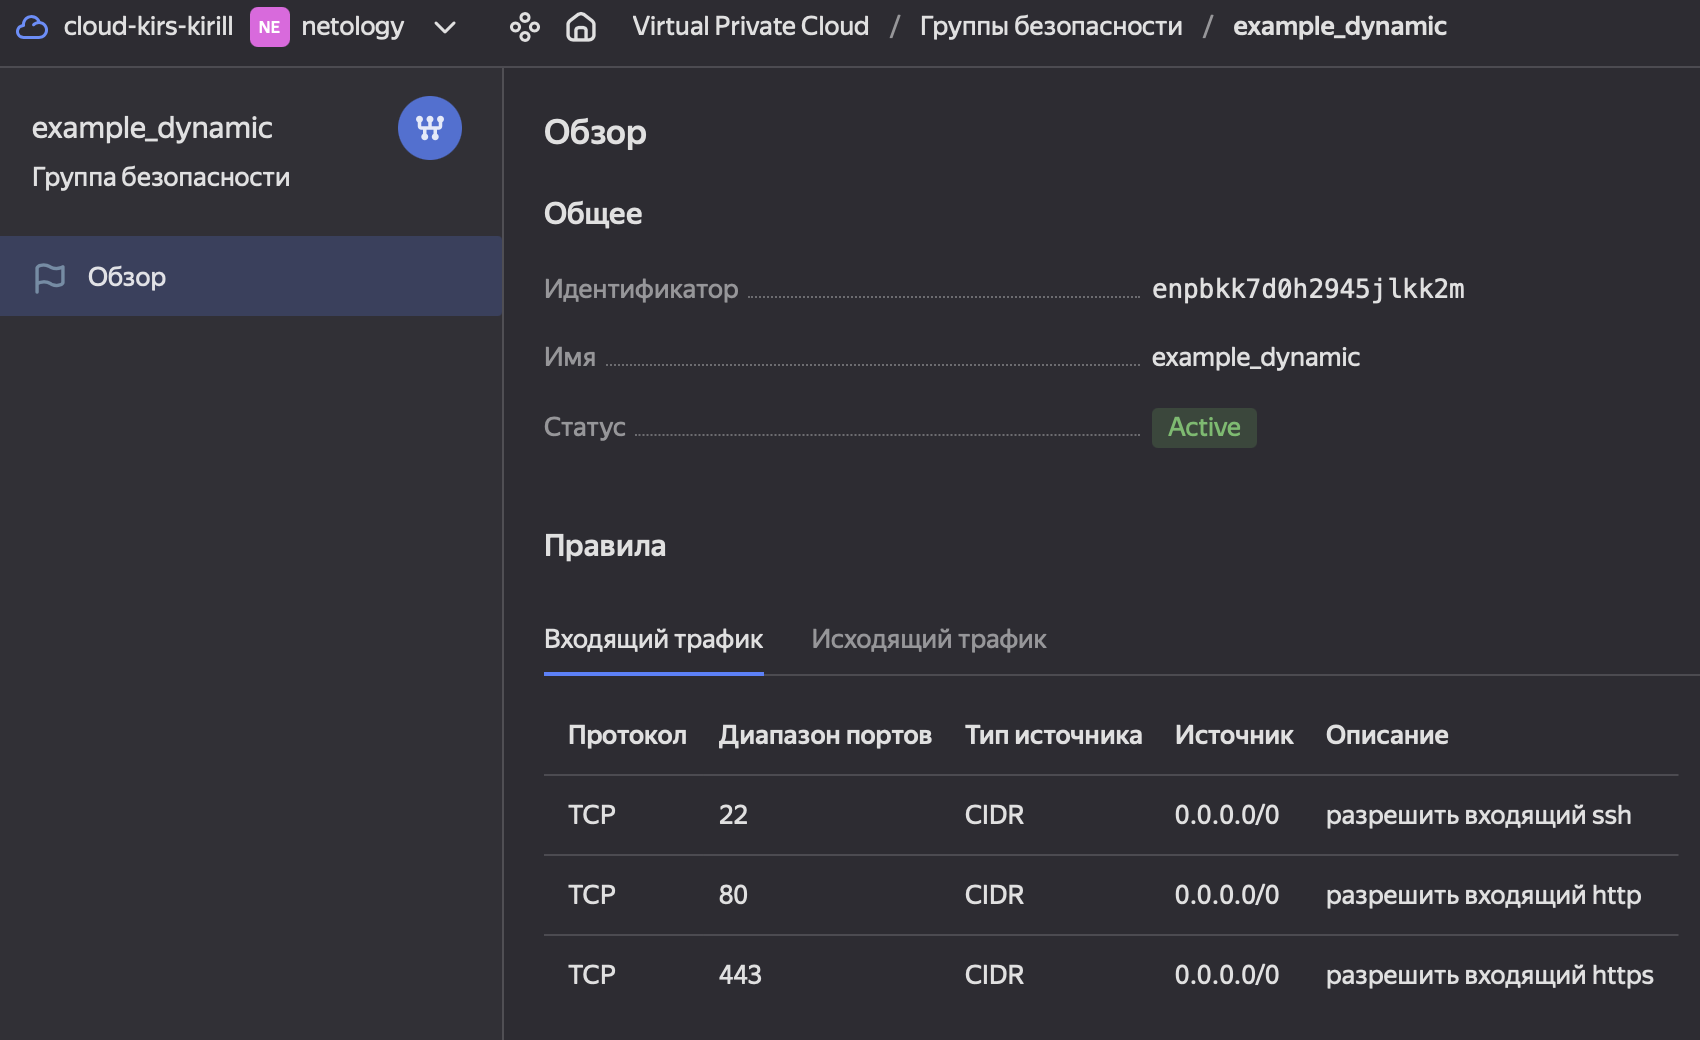 cloud-kirs-kirill NE netology Virtual Private Cloud / Группы безопасности / example_dynamic
example_dynamic
Группа безопасности
Обзор
Обзор
Общее
Идентификатор enpbkk7d0h2945jlkk2m
Имя example_dynamic
Статус Active
Правила
Входящий трафик Исходящий трафик
Протокол Диапазон портов Тип источника Источник Описание
TCP 22 CIDR 0.0.0.0/0 разрешить входящий ssh
TCP 80 CIDR 0.0.0.0/0 разрешить входящий http
TCP 443 CIDR 0.0.0.0/0 разрешить входящий https